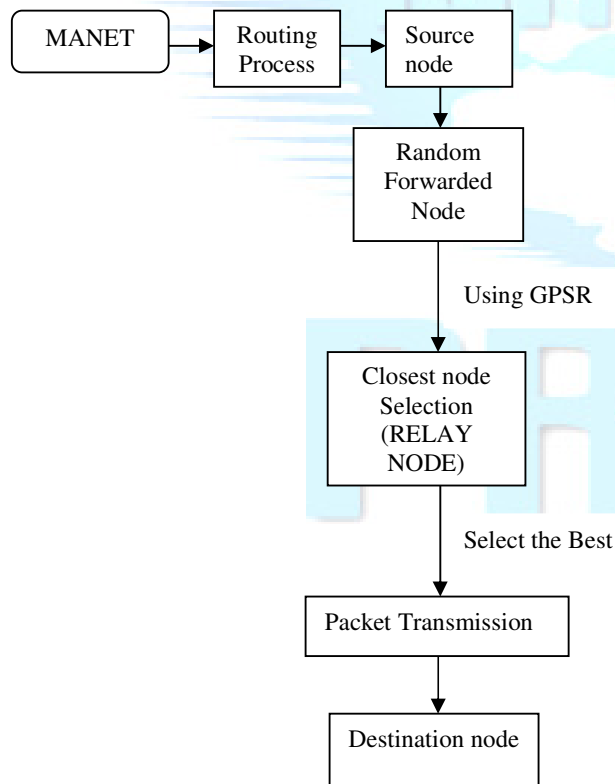 MANET
Routing
Process
Source
node
Random
Forwarded
Node
Using GPSR
Closest node
Selection
(RELAY
NODE)
Select the Best
Packet Transmission
Destination node